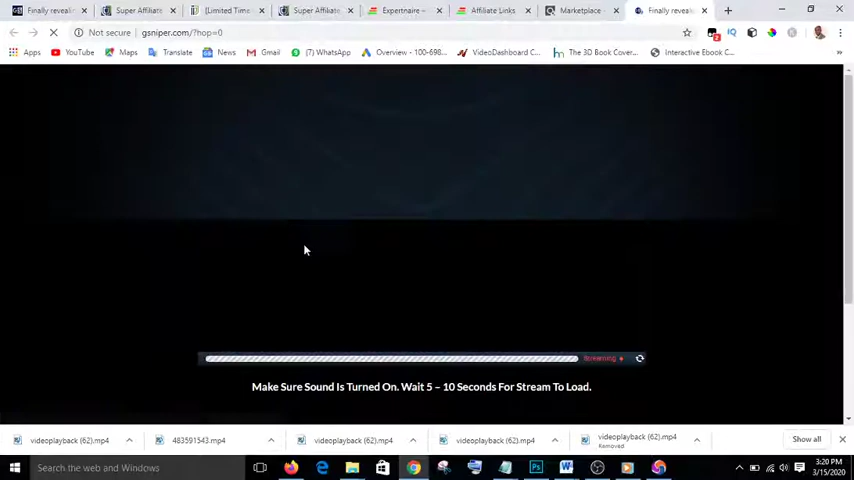 Finally reveali
Super Affiliate
[Limited Time
Super Affiliate
Expertnaire –
Affiliate Links
Marketplace -
Finally reveali
Not secure | gsniper.com/?hop=0
Apps
YouTube
Maps
Translate
News
Gmail
(7) WhatsApp
Overview - 100-698...
VideoDashboard C...
The 3D Book Cover...
Interactive Ebook C...
Streaming
Make Sure Sound Is Turned On. Wait 5 – 10 Seconds For Stream To Load.
videoplayback (62).mp4
483591543.mp4
videoplayback (62).mp4
videoplayback (62).mp4
videoplayback (62).mp4
Removed
Show all
Search the web and Windows
3:20 PM
3/15/2020